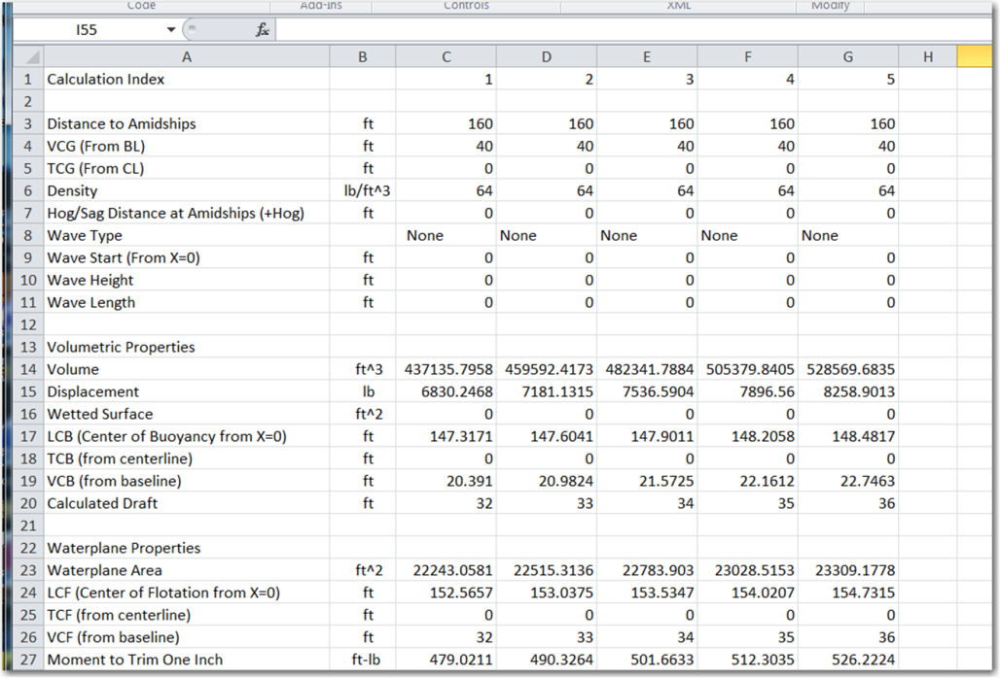 Code Add-Ins Controls XML Modify
I55 fx
A B C D E F G H
1 Calculation Index 1 2 3 4 5
2
3 Distance to Amidships ft 160 160 160 160 160
4 VCG (From BL) ft 40 40 40 40 40
5 TCG (From CL) ft 0 0 0 0 0
6 Density lb/ft^3 64 64 64 64 64
7 Hog/Sag Distance at Amidships (+Hog) ft 0 0 0 0 0
8 Wave Type None None None None None
9 Wave Start (From X=0) ft 0 0 0 0 0
10 Wave Height ft 0 0 0 0 0
11 Wave Length ft 0 0 0 0 0
12
13 Volumetric Properties
14 Volume ft^3 437135.7958 459592.4173 482341.7884 505379.8405 528569.6835
15 Displacement lb 6830.2468 7181.1315 7536.5904 7896.56 8258.9013
16 Wetted Surface ft^2 0 0 0 0 0
17 LCB (Center of Buoyancy from X=0) ft 147.3171 147.6041 147.9011 148.2058 148.4817
18 TCB (from centerline) ft 0 0 0 0 0
19 VCB (from baseline) ft 20.391 20.9824 21.5725 22.1612 22.7463
20 Calculated Draft ft 32 33 34 35 36
21
22 Waterplane Properties
23 Waterplane Area ft^2 22243.0581 22515.3136 22783.903 23028.5153 23309.1778
24 LCF (Center of Flotation from X=0) ft 152.5657 153.0375 153.5347 154.0207 154.7315
25 TCF (from centerline) ft 0 0 0 0 0
26 VCF (from baseline) ft 32 33 34 35 36
27 Moment to Trim One Inch ft-lb 479.0211 490.3264 501.6633 512.3035 526.2224